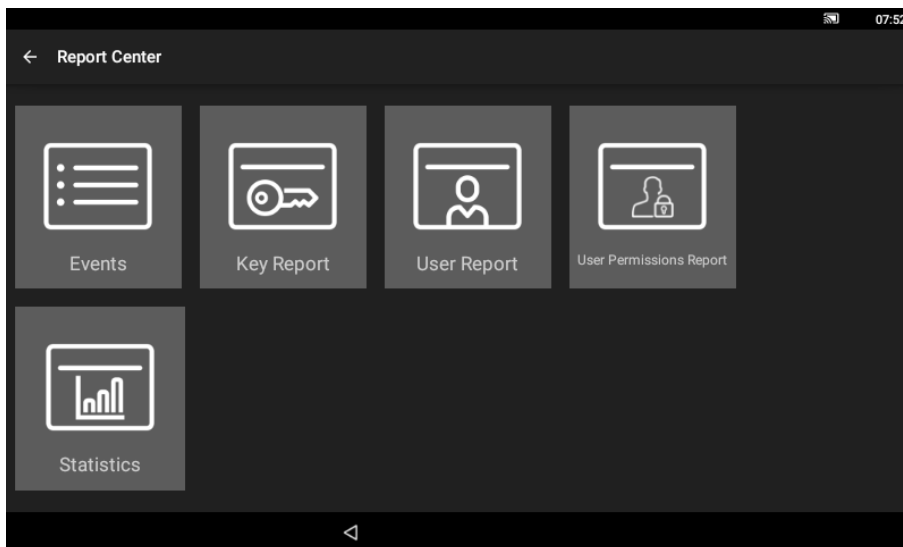 07:52
Report Center
Events
Key Report
User Report
User Permissions Report
Statistics